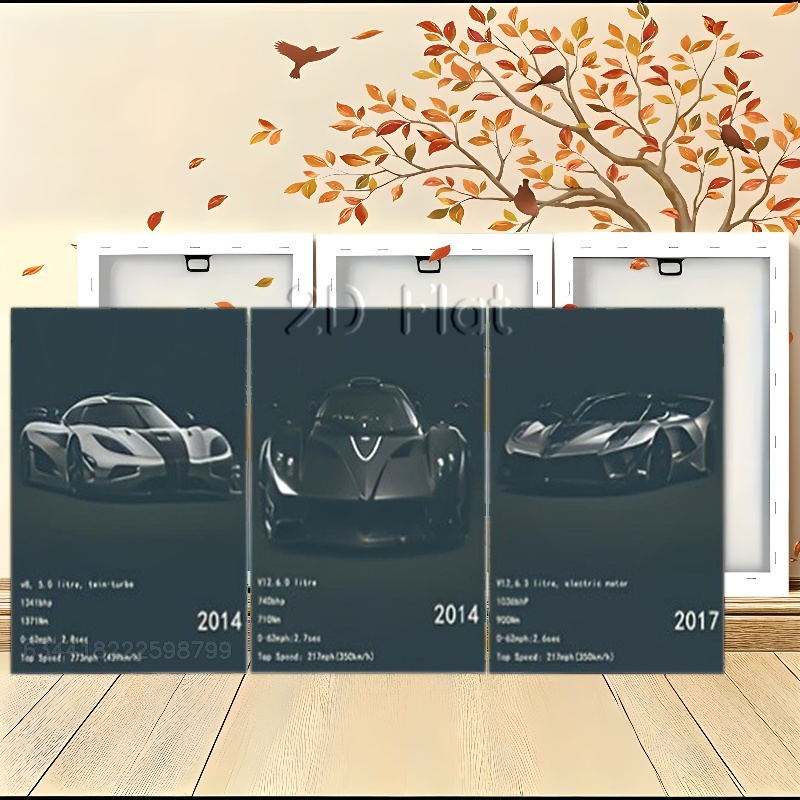 2D Flat
v8, 5.0 litre, twin-turbo
1341bhp
1371Nm
0-62mph: 2.8sec
Top Speed: 273mph (439km/h)
2014
634418222598799
V12,6.0 litre
740bhp
710Nm
0-62mph:2.7sec
Top Speed: 217mph(350km/h)
2014
V12,6.3 litre, electric motor
1036bhP
900Nm
0-62mph:2.6sec
Top Speed: 217mph(350km/h)
2017